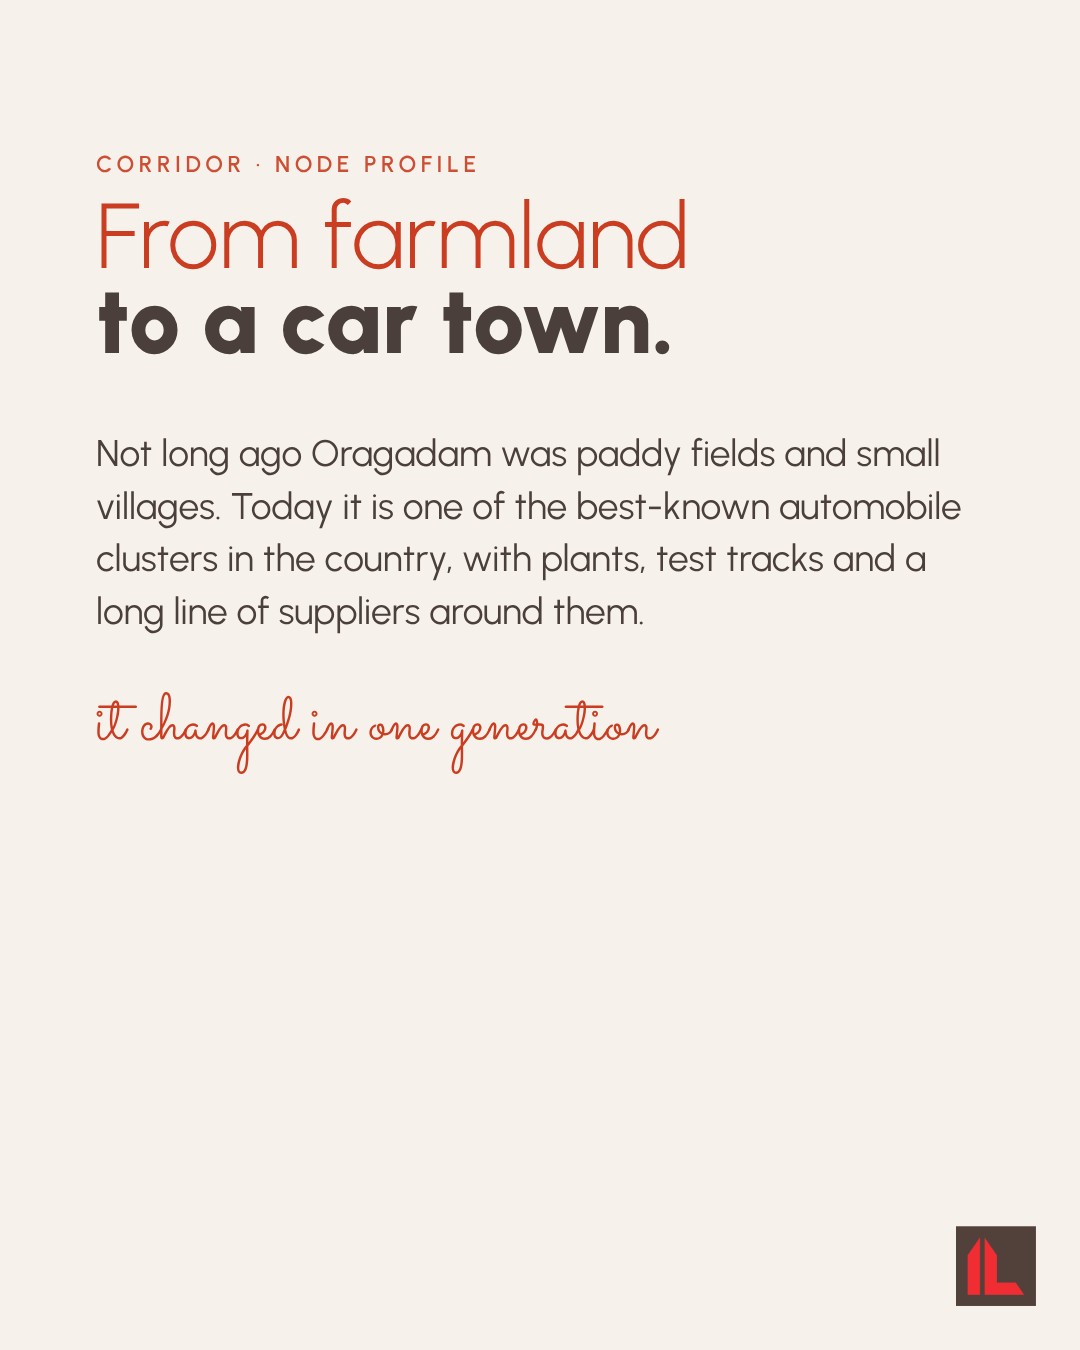 CORRIDOR · NODE PROFILE
From farmland
to a car town.
Not long ago Oragadam was paddy fields and small
villages. Today it is one of the best-known automobile
clusters in the country, with plants, test tracks and a
long line of suppliers around them.
it changed in one generation
IL